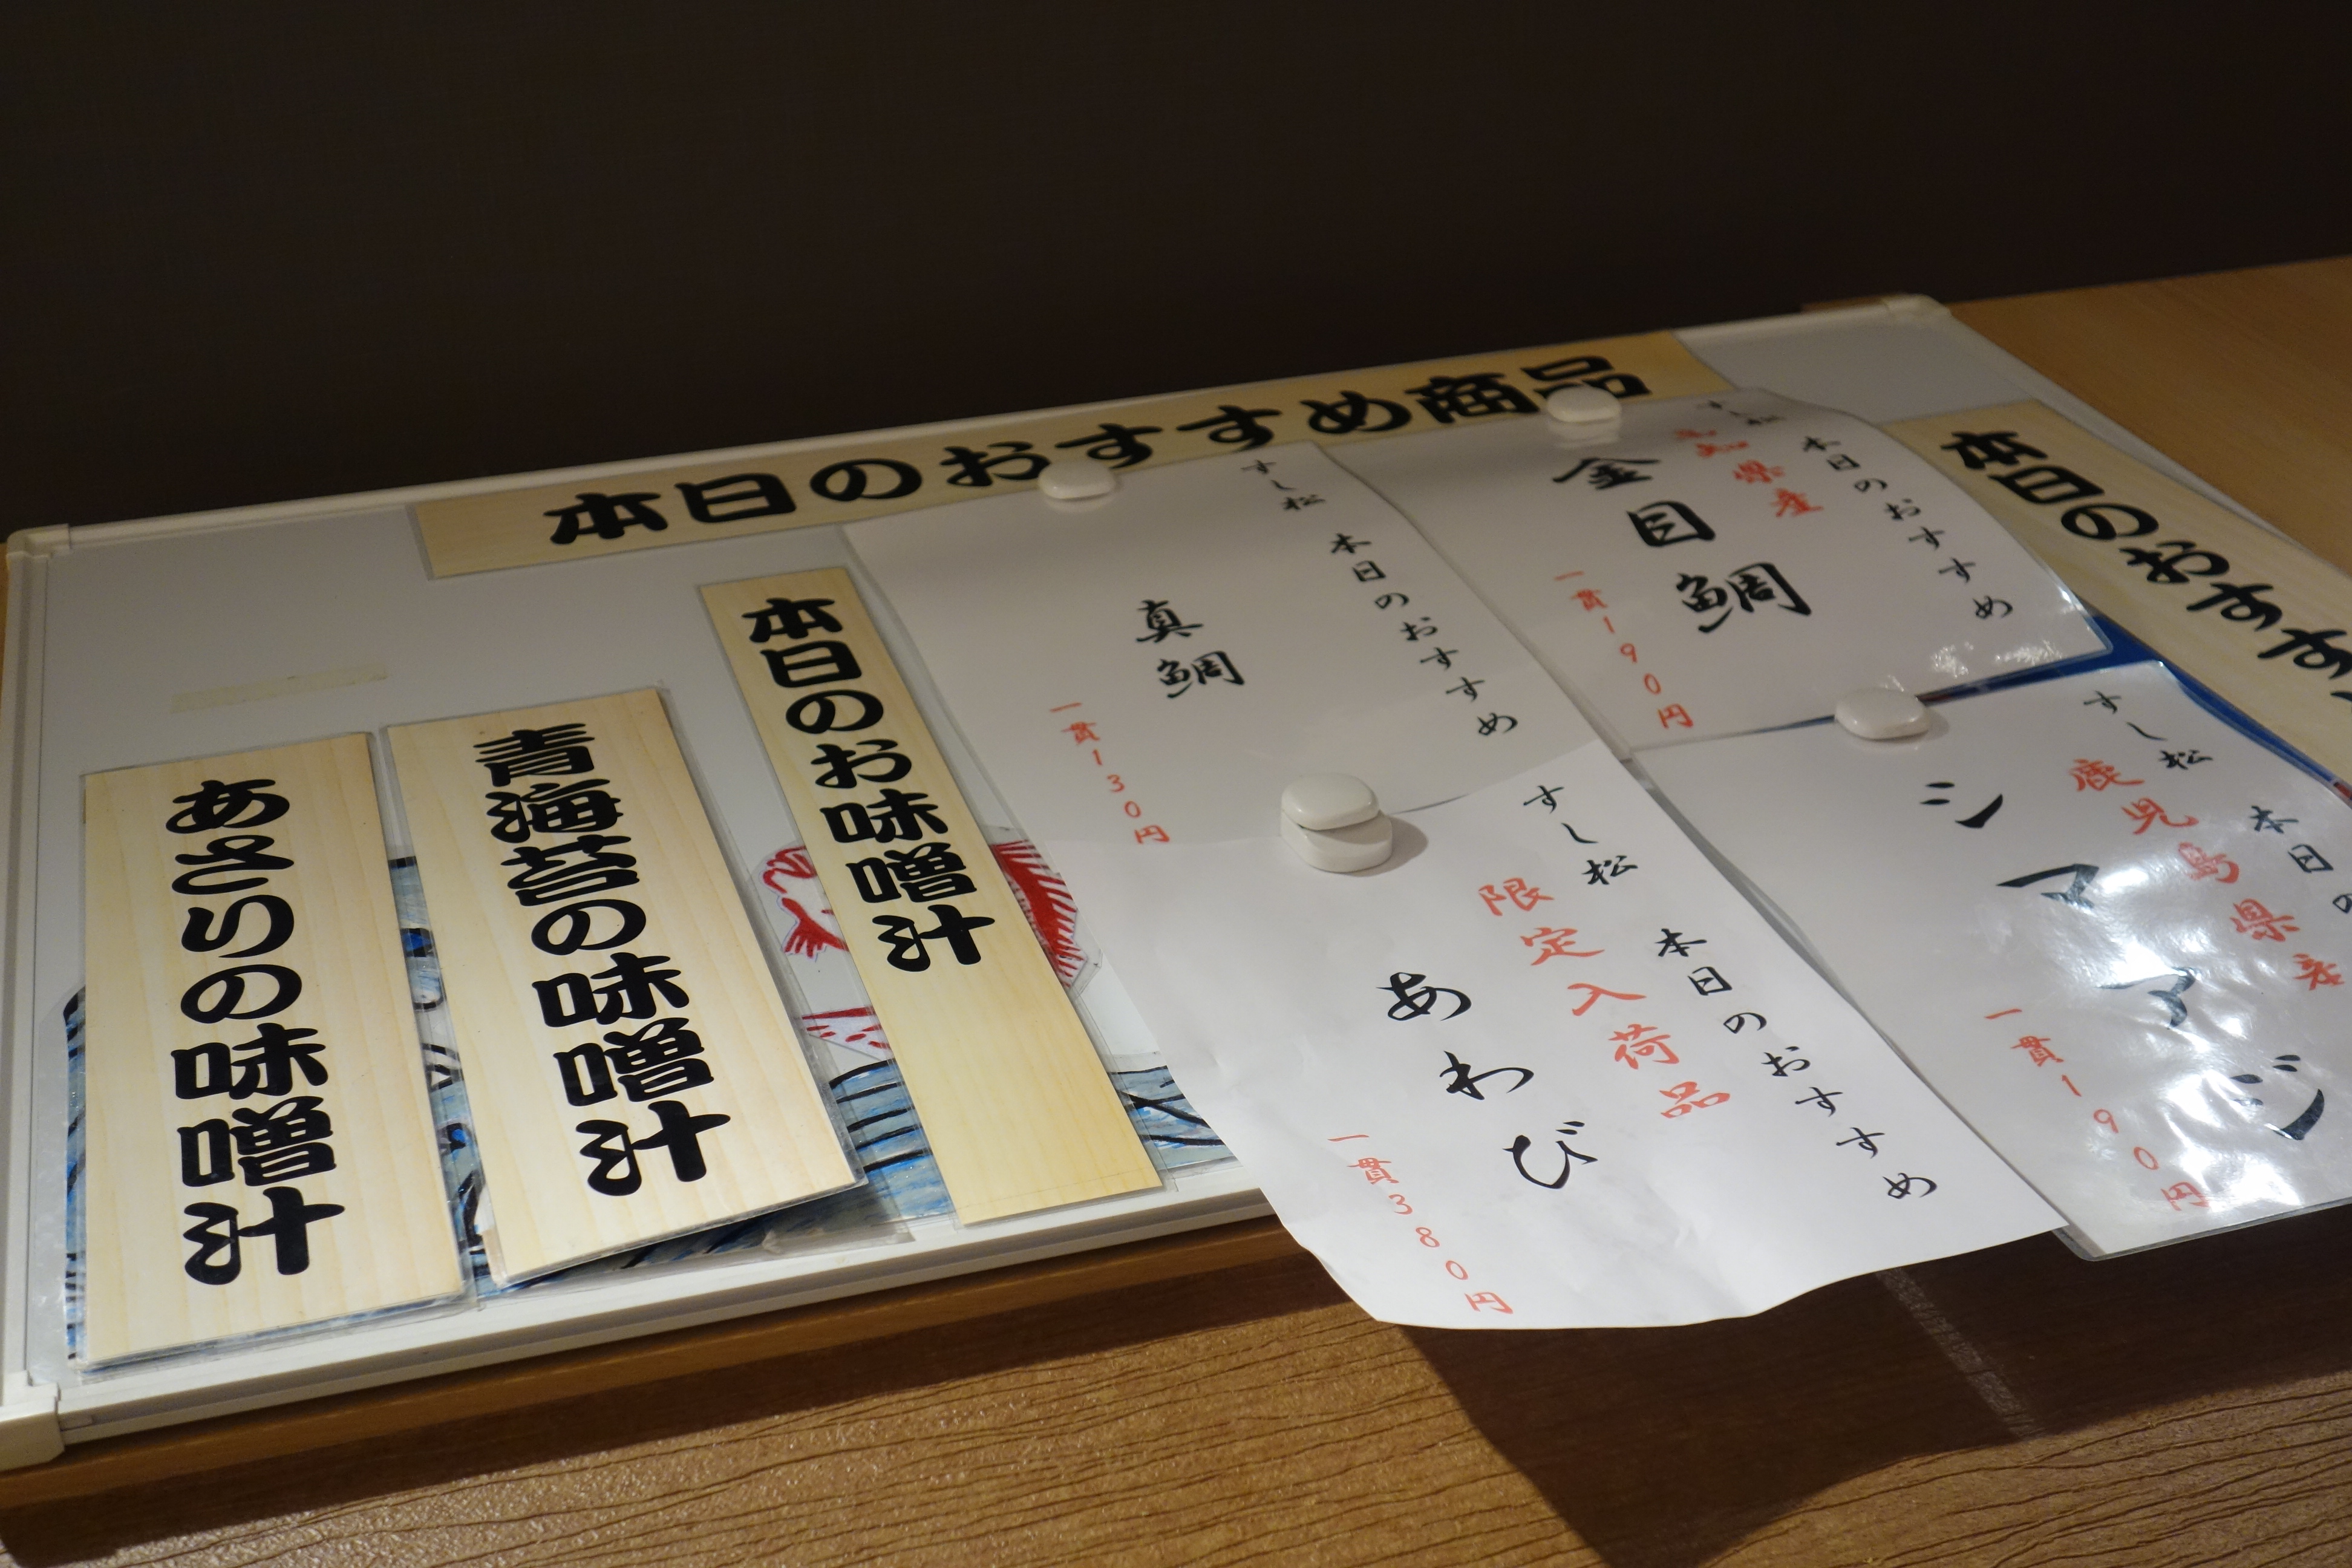 本日のおすすめ商品
本日のおすす
すし松 本日のおすすめ
県産
金目鯛
一貫190円
すし松 本日のおすすめ
真鯛
一貫130円
すし松 本日の
鹿児島県産
シマアジ
一貫190円
すし松 本日のおすすめ
限定入荷品
あわび
一貫380円
本日のお味噌汁
青海苔の味噌汁
あさりの味噌汁